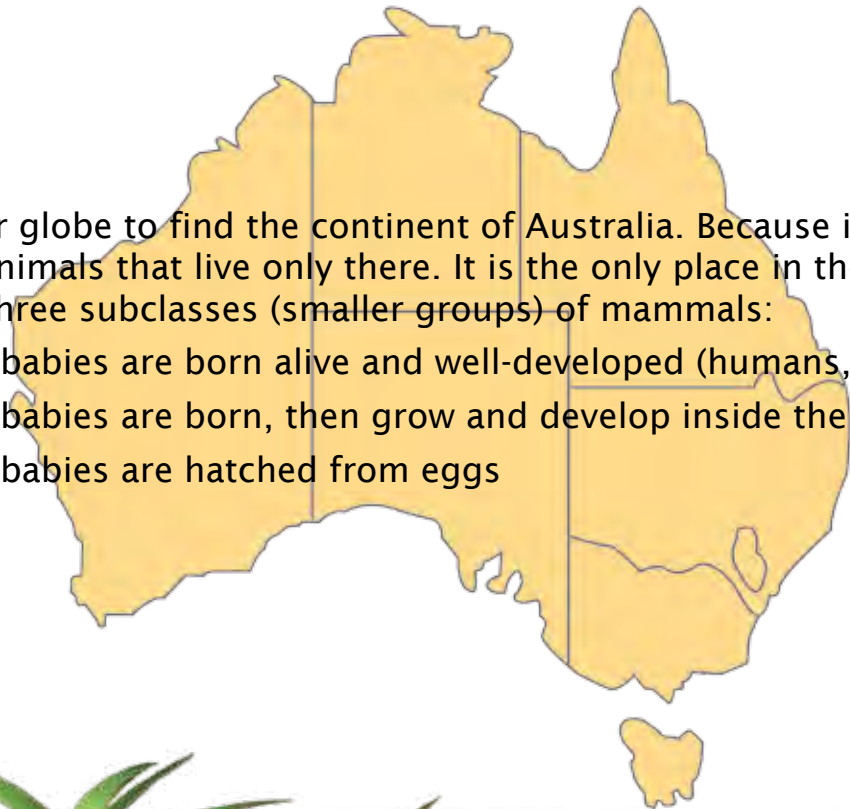 r globe to find the continent of Australia. Because i
nimals that live only there. It is the only place in th
hree subclasses (smaller groups) of mammals:
babies are born alive and well-developed (humans,
babies are born, then grow and develop inside the
babies are hatched from eggs